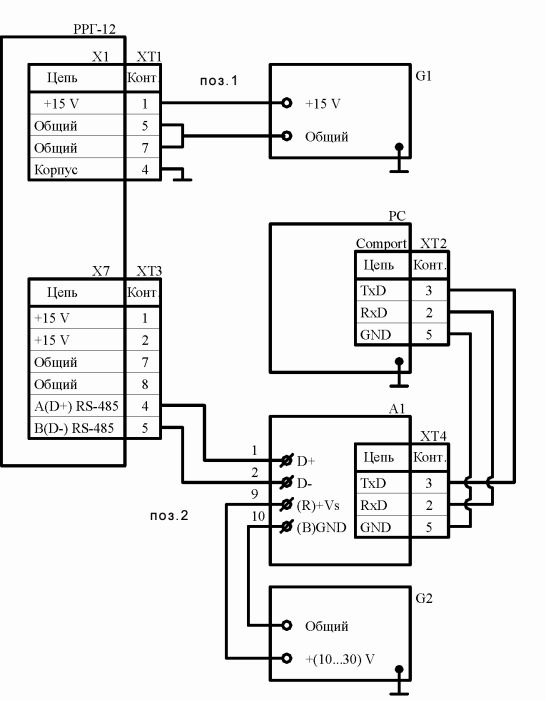 РРГ-12
X1 XT1
Цепь Конт.
+15 V 1
Общий 5
Общий 7
Корпус 4
поз.1
G1
+15 V
Общий
PC
Comport XT2
Цепь Конт.
TxD 3
RxD 2
GND 5
X7 XT3
Цепь Конт.
+15 V 1
+15 V 2
Общий 7
Общий 8
A(D+) RS-485 4
B(D-) RS-485 5
поз.2
A1
1 D+
2 D-
9 (R)+Vs
10 (B)GND
XT4
Цепь Конт.
TxD 3
RxD 2
GND 5
G2
Общий
+(10...30) V